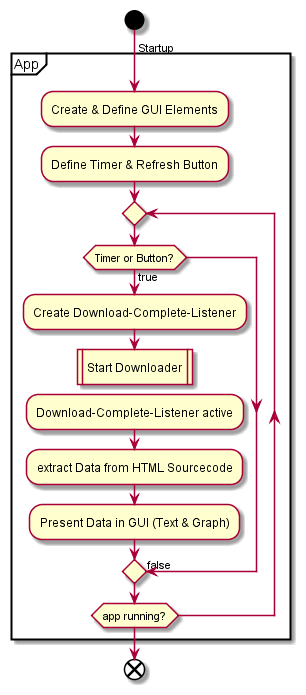 Startup
App
Create & Define GUI Elements
Define Timer & Refresh Button
Timer or Button?
true
Create Download-Complete-Listener
Start Downloader
Download-Complete-Listener active
extract Data from HTML Sourcecode
Present Data in GUI (Text & Graph)
false
app running?